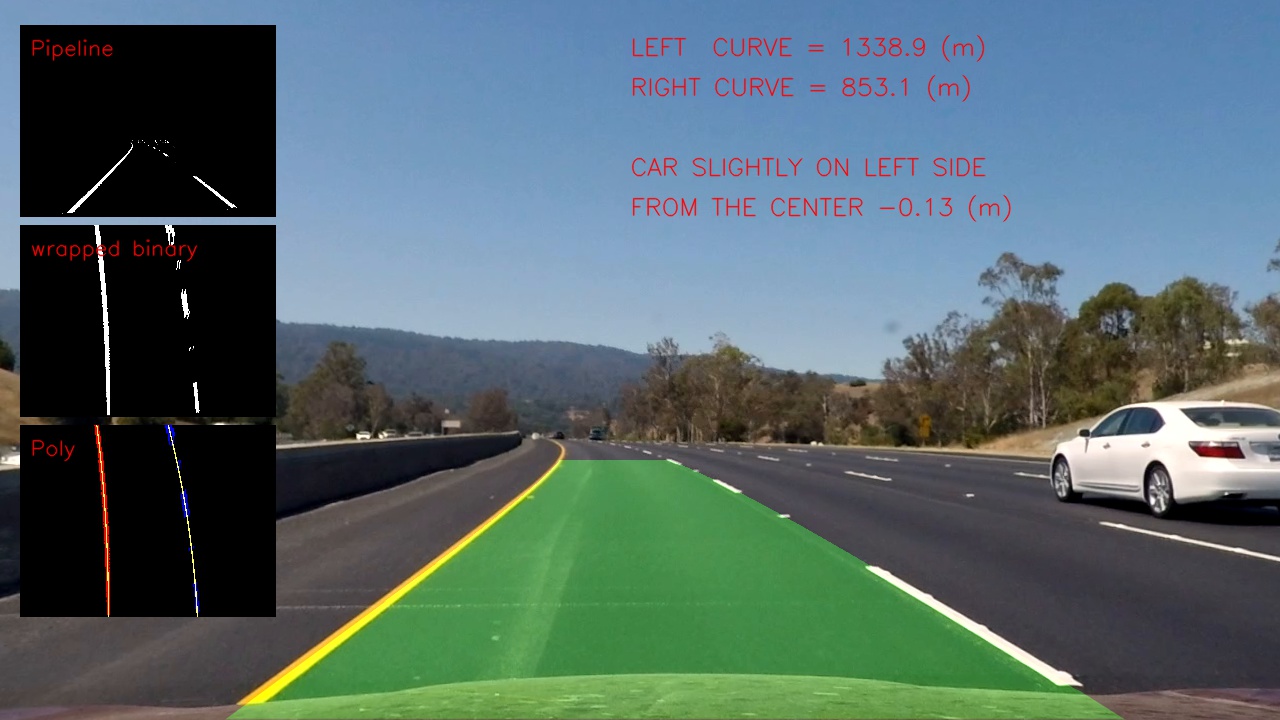 Pipeline
wrapped binary
Poly
LEFT  CURVE = 1338.9 (m)
RIGHT CURVE = 853.1 (m)
CAR SLIGHTLY ON LEFT SIDE
FROM THE CENTER -0.13 (m)